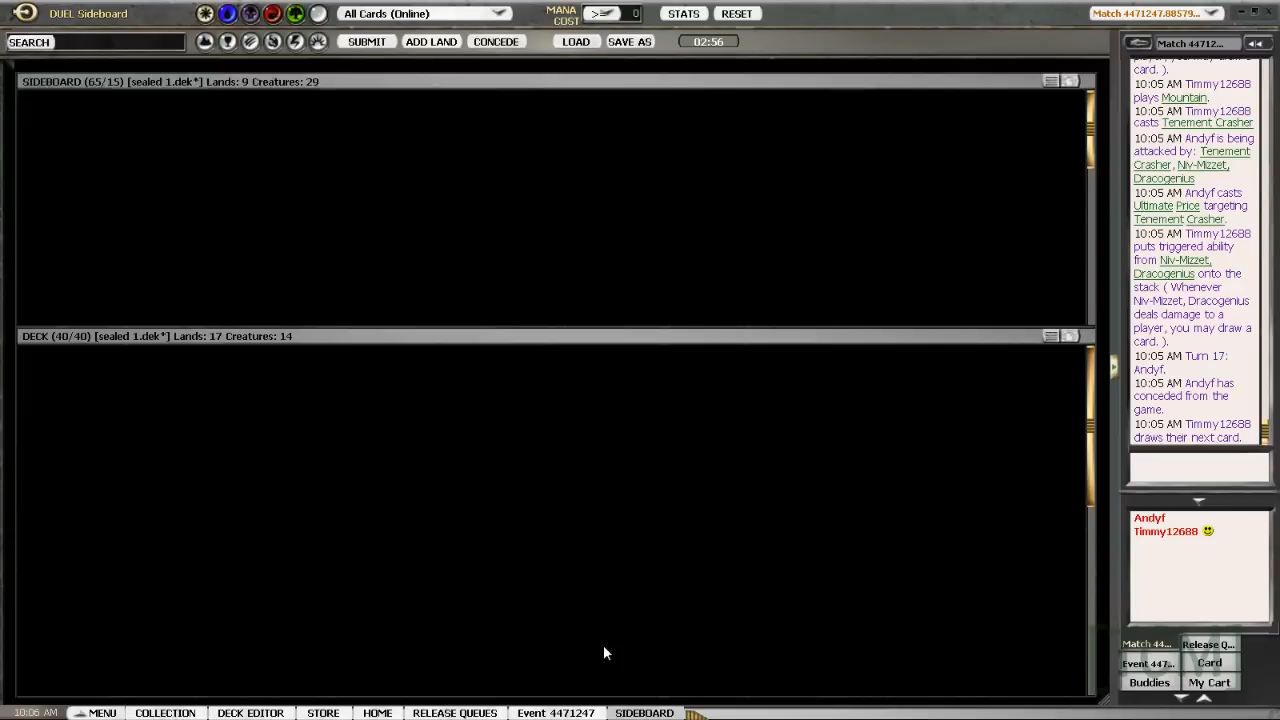 DUEL Sideboard
All Cards (Online)
MANA COST
>=
0
STATS
RESET
Match 4471247.88579...
SEARCH
SUBMIT
ADD LAND
CONCEDE
LOAD
SAVE AS
02:56
Match 44712...
SIDEBOARD (65/15) [sealed 1.dek*] Lands: 9 Creatures: 29
card. ).
10:05 AM Timmy12688
plays Mountain.
10:05 AM Timmy12688
casts Tenement Crasher
10:05 AM Andyf is being
attacked by: Tenement
Crasher, Niv-Mizzet,
Dracogenius
10:05 AM Andyf casts
Ultimate Price targeting
Tenement Crasher.
10:05 AM Timmy12688
puts triggered ability
from Niv-Mizzet,
Dracogenius onto the
stack ( Whenever
Niv-Mizzet, Dracogenius
deals damage to a
player, you may draw a
card. ).
10:05 AM Turn 17:
Andyf.
10:05 AM Andyf has
conceded from the
game.
10:05 AM Timmy12688
draws their next card.
DECK (40/40) [sealed 1.dek*] Lands: 17 Creatures: 14
Andyf
Timmy12688
Match 44...
Release Q...
Event 447...
Card
Buddies
My Cart
10:06 AM
MENU
COLLECTION
DECK EDITOR
STORE
HOME
RELEASE QUEUES
Event 4471247
SIDEBOARD